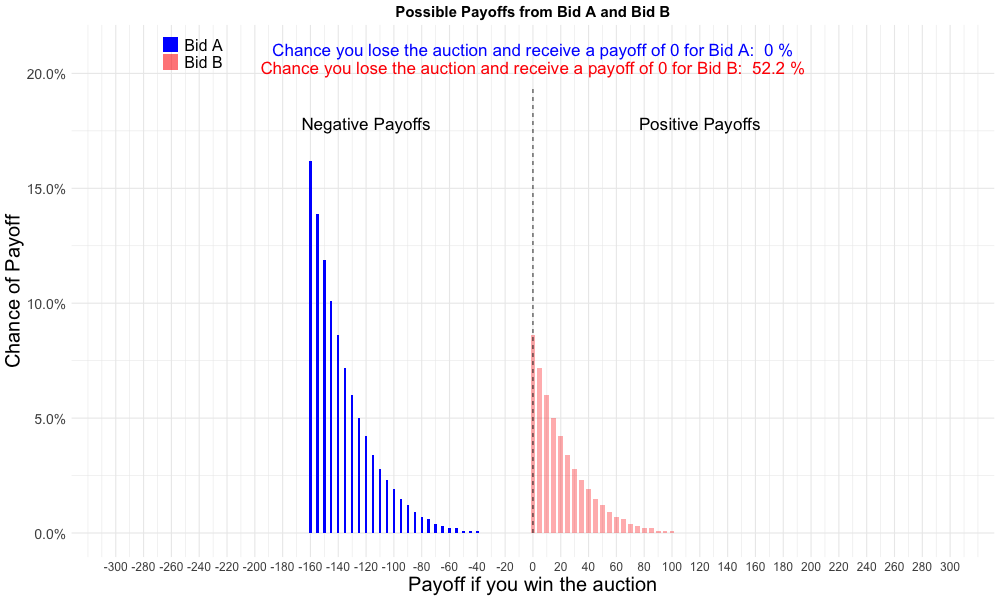 Possible Payoffs from Bid A and Bid B
Bid A
Bid B
Chance you lose the auction and receive a payoff of 0 for Bid A:  0 %
Chance you lose the auction and receive a payoff of 0 for Bid B:  52.2 %
Negative Payoffs
Positive Payoffs
Chance of Payoff
20.0%
15.0%
10.0%
5.0%
0.0%
-300 -280 -260 -240 -220 -200 -180 -160 -140 -120 -100 -80 -60 -40 -20 0 20 40 60 80 100 120 140 160 180 200 220 240 260 280 300
Payoff if you win the auction